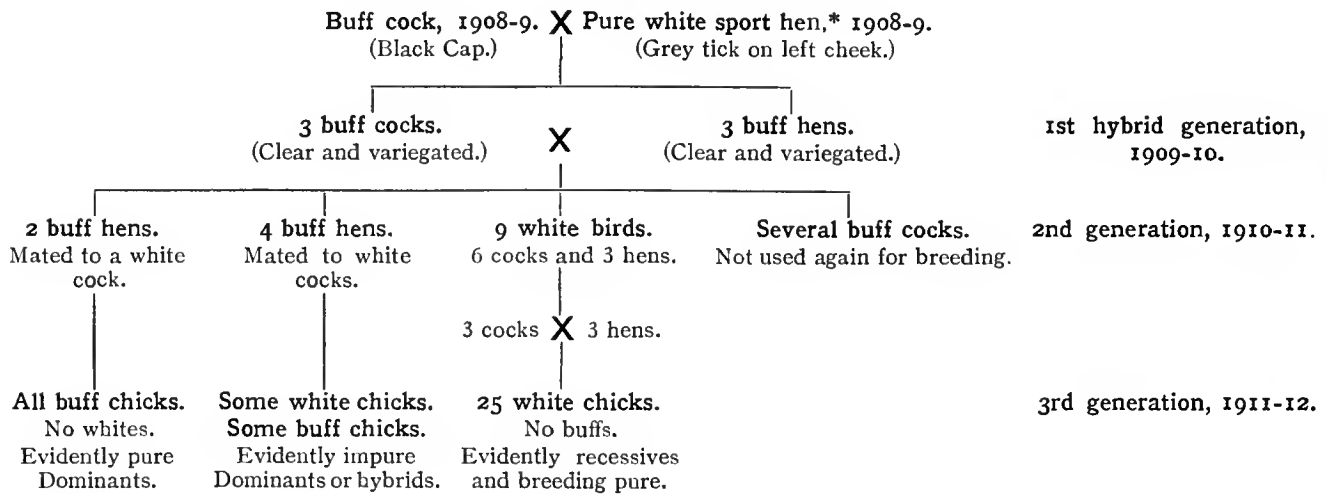 Buff cock, 1908-9. X Pure white sport hen,* 1908-9.
(Black Cap.) (Grey tick on left cheek.)
3 buff cocks. X 3 buff hens. 1st hybrid generation,
(Clear and variegated.) (Clear and variegated.) 1909-10.
2 buff hens. 4 buff hens. 9 white birds. Several buff cocks. 2nd generation, 1910-11.
Mated to a white Mated to white 6 cocks and 3 hens. Not used again for breeding.
cock. cocks.
3 cocks X 3 hens.
All buff chicks. Some white chicks. 25 white chicks. 3rd generation, 1911-12.
No whites. Some buff chicks. No buffs.
Evidently pure Evidently impure Evidently recessives
Dominants. Dominants or hybrids. and breeding pure.